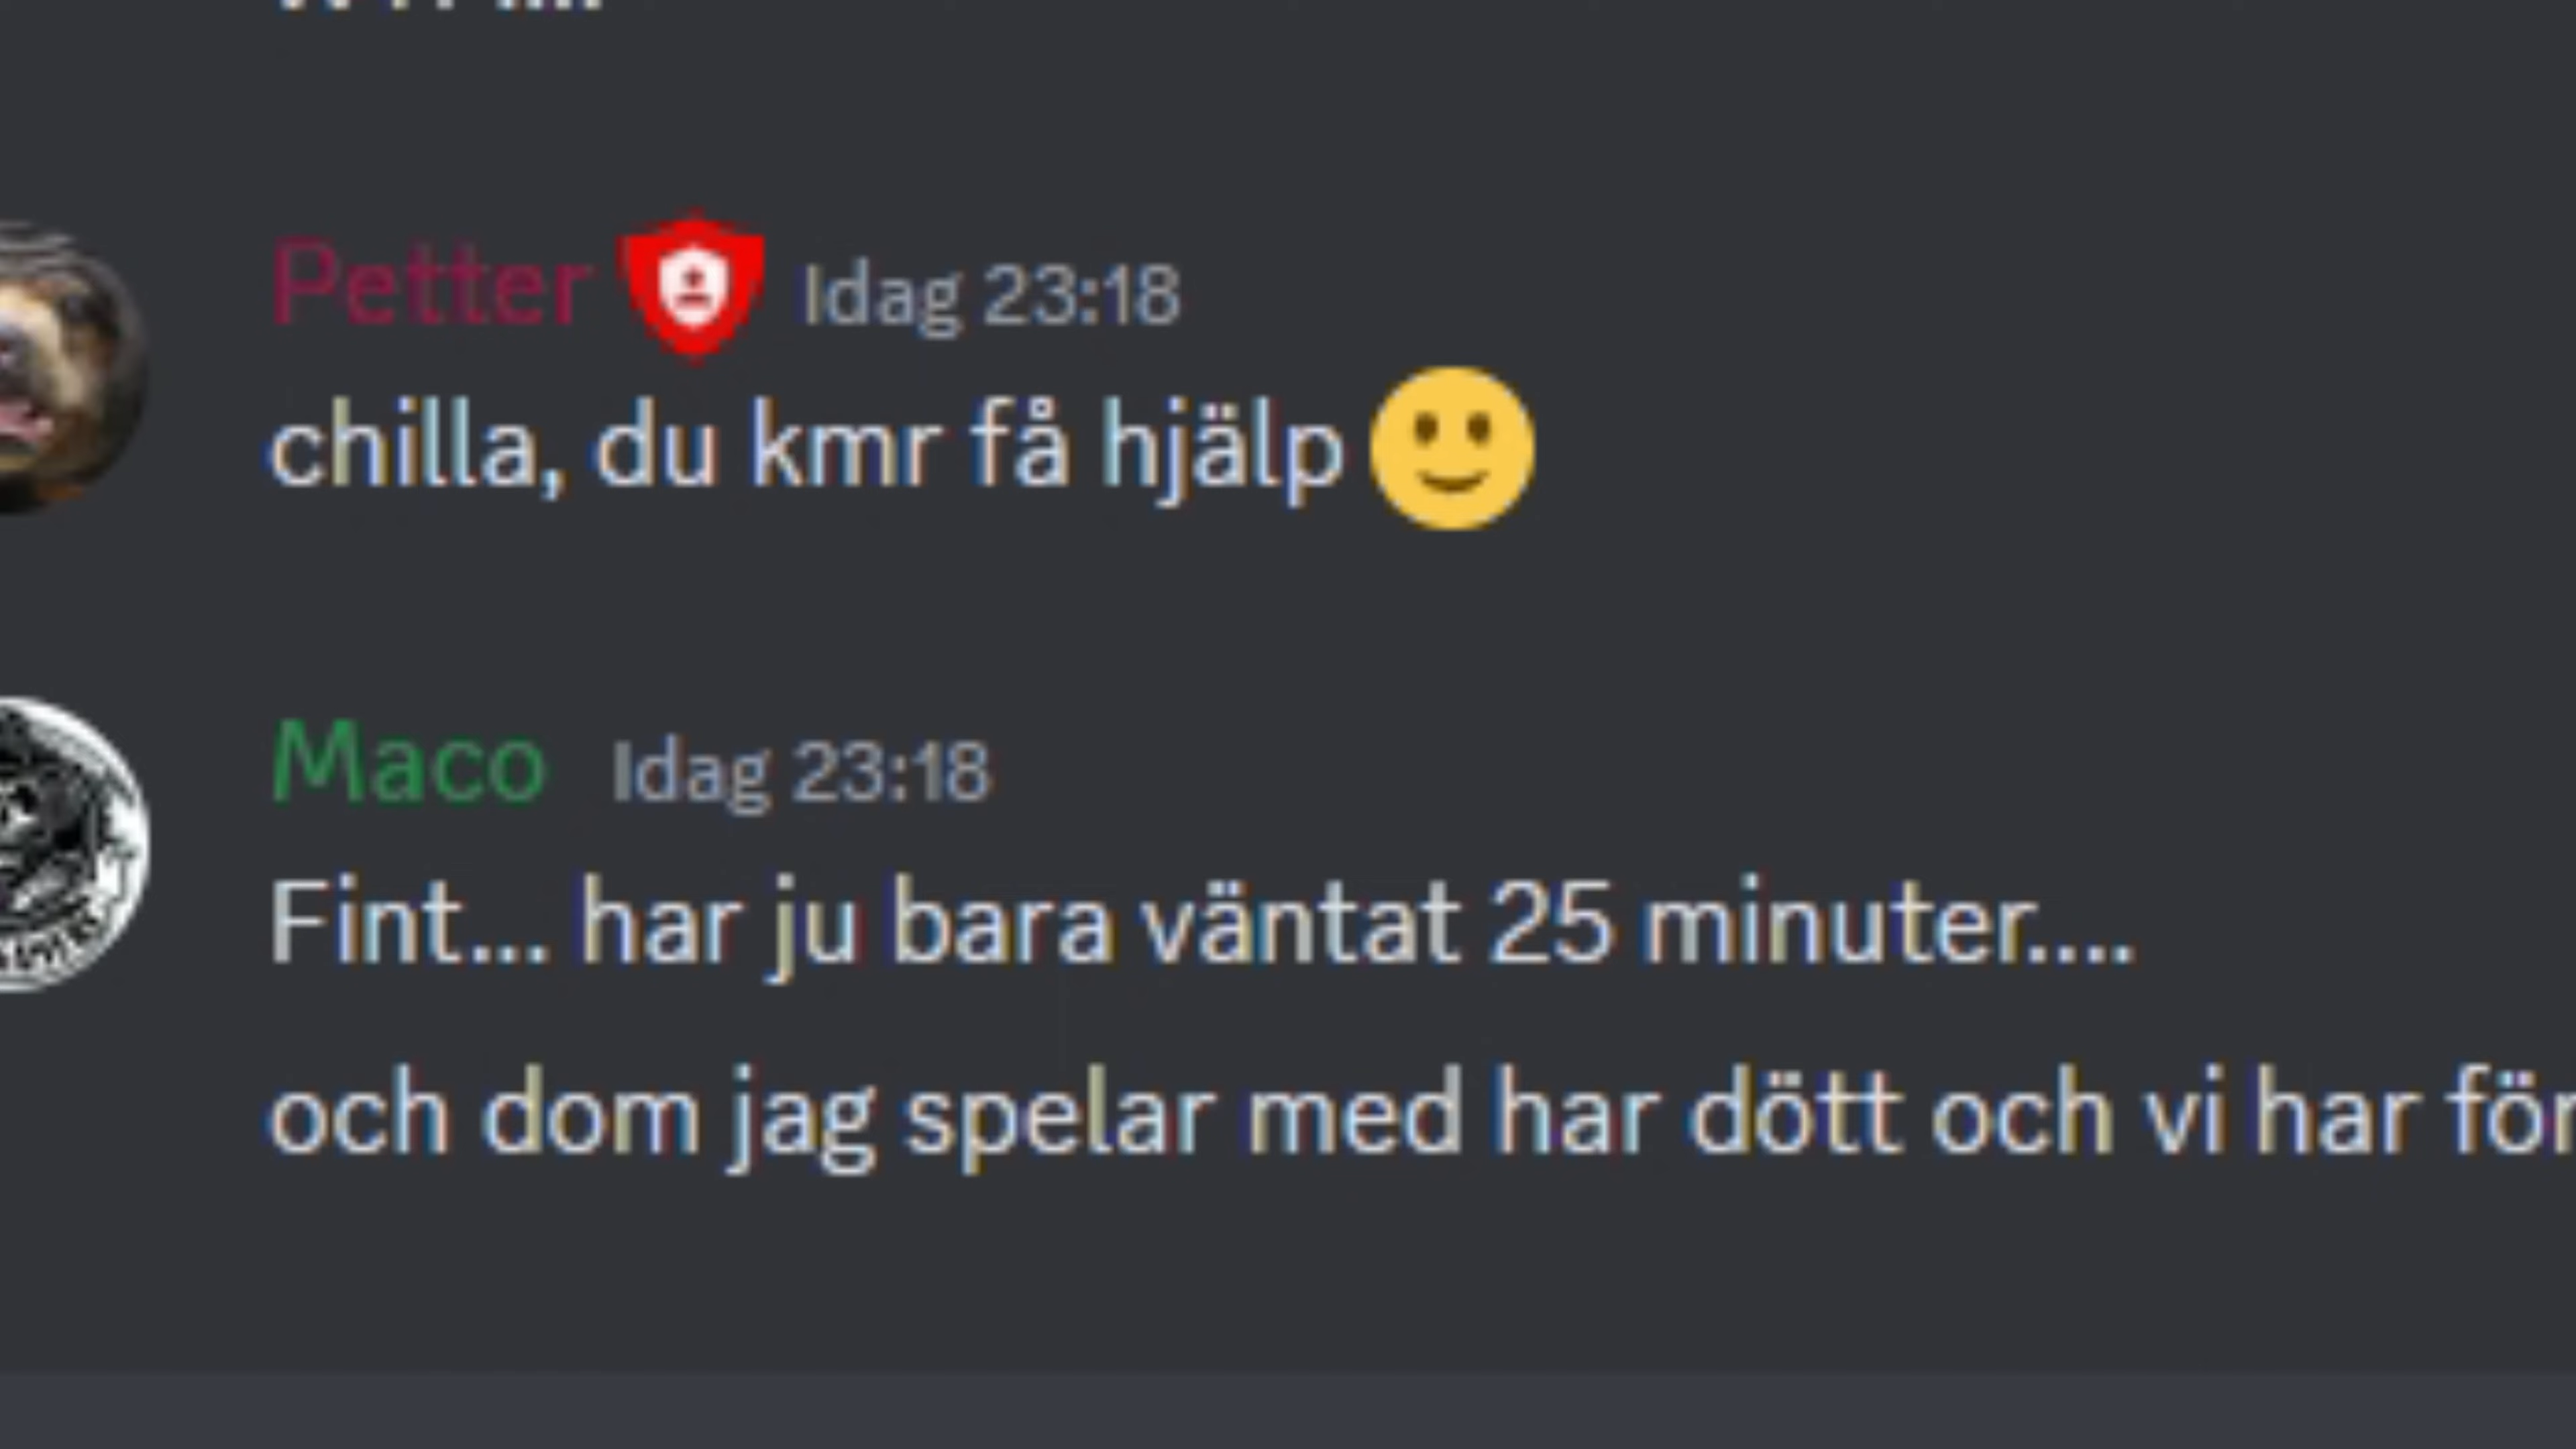 Petter Idag 23:18
chilla, du kmr få hjälp 🙂
Maco Idag 23:18
Fint... har ju bara väntat 25 minuter....
och dom jag spelar med har dött och vi har för